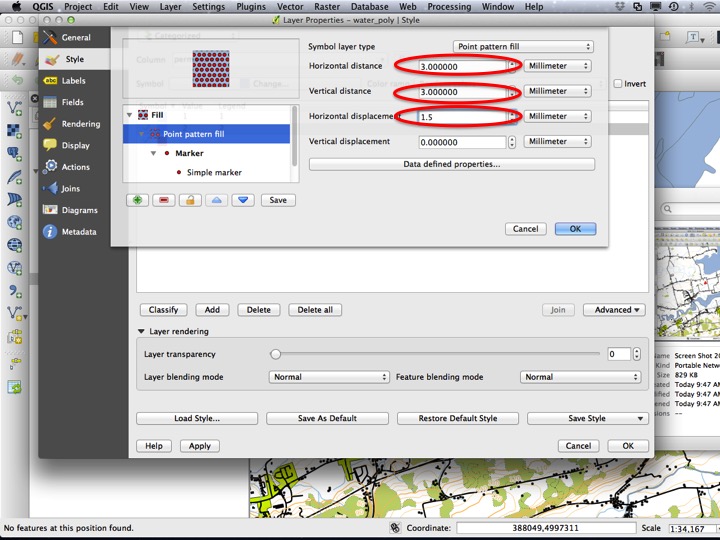 QGIS Project Edit View Layer Settings Plugins Vector Raster Database Web Processing Window Help
Layer Properties - water_poly | Style
General
Style
Labels
Fields
Rendering
Display
Actions
Joins
Diagrams
Metadata
Symbol layer type Point pattern fill
Horizontal distance 3.000000 Millimeter
Vertical distance 3.000000 Millimeter
Horizontal displacem 1.5 Millimeter
Vertical displacement 0.000000 Millimeter
Data defined properties...
Column
Symbol
Change...
Invert
Fill
Point pattern fill
Marker
Simple marker
Save
Cancel OK
Classify Add Delete Delete all Join Advanced
Layer rendering
Layer transparency 0
Layer blending mode Normal Feature blending mode Normal
Load Style... Save As Default Restore Default Style Save Style
Help Apply Cancel OK
Name Screen Shot 20
Kind Portable Netwo
Size 829 KB
Today 9:47 A
Today 9:47 A
Today 9:47 A
--
No features at this position found. Coordinate: 388049,4997311 Scale 1:34,167